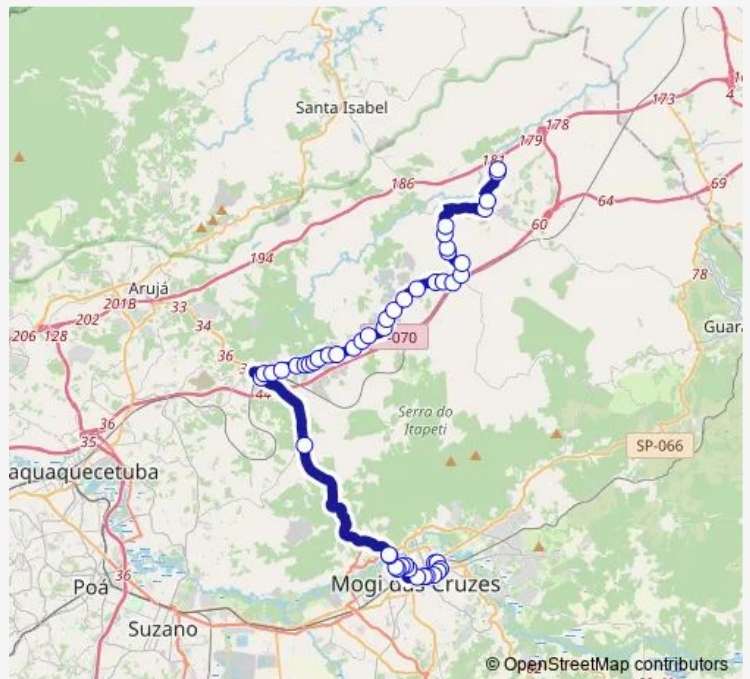 Santa Isabel
173
178
179
181
186
69
64
60
194
78
Arujá
201B
33
202
206 128
34
Guara
36
-070
44
Serra do
Itapeti
36
35
SP-066
aquaquecetuba
36
Poá
Mogi das Cruzes
Suzano
© OpenStreetMap contributors